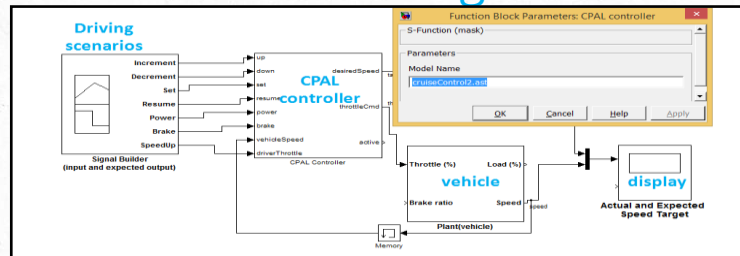 Driving
scenarios
Increment
Decrement
Set
Resume
Power
Brake
SpeedUp
Signal Builder
(input and expected output)
up
down
set
resume
power
brake
vehicleSpeed
driverThrottle
CPAL
controller
desiredSpeed
throttleCmd
active
CPAL Controller
Function Block Parameters: CPAL controller
S-Function (mask)
Parameters
Model Name
cruiseControl2.ast
OK Cancel Help Apply
Throttle (%) Load (%)
vehicle
Brake ratio Speed
speed
Plant(vehicle)
Memory
display
Actual and Expected
Speed Target